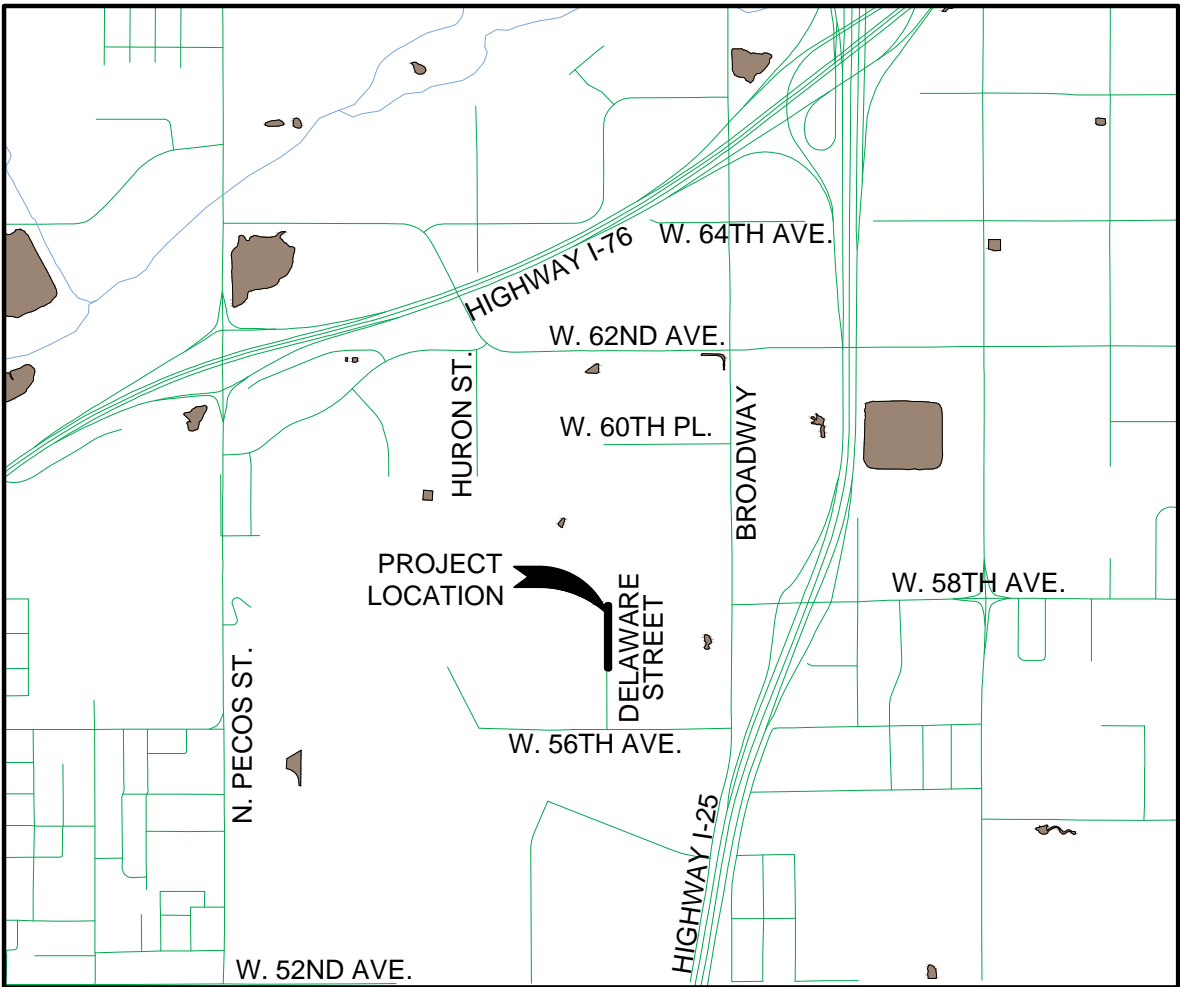 W. 64TH AVE.
HIGHWAY I-76
W. 62ND AVE.
HURON ST.
W. 60TH PL.
BROADWAY
PROJECT
LOCATION
DELAWARE
STREET
W. 58TH AVE.
N. PECOS ST.
W. 56TH AVE.
HIGHWAY I-25
W. 52ND AVE.